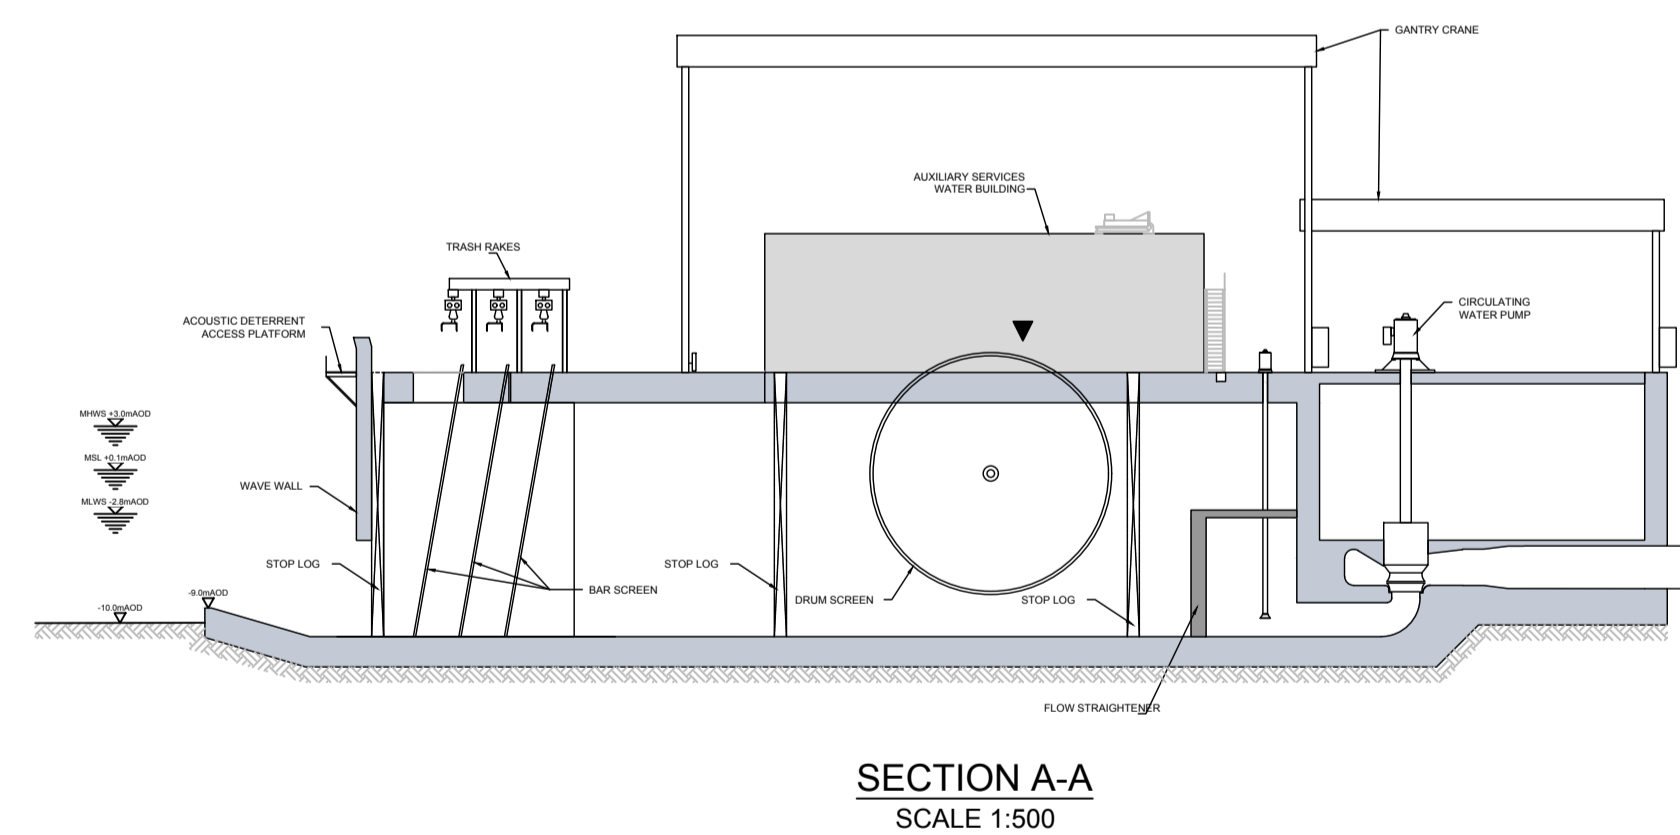 GANTRY CRANE
AUXILIARY SERVICES
WATER BUILDING
TRASH RAKES
ACOUSTIC DETERRENT
ACCESS PLATFORM
CIRCULATING
WATER PUMP
MHWS +3.0mAOD
MSL +0.1mAOD
MLWS -2.8mAOD
WAVE WALL
STOP LOG
BAR SCREEN
STOP LOG
DRUM SCREEN
STOP LOG
-9.0mAOD
-10.0mAOD
FLOW STRAIGHTENER
SECTION A-A
SCALE 1:500